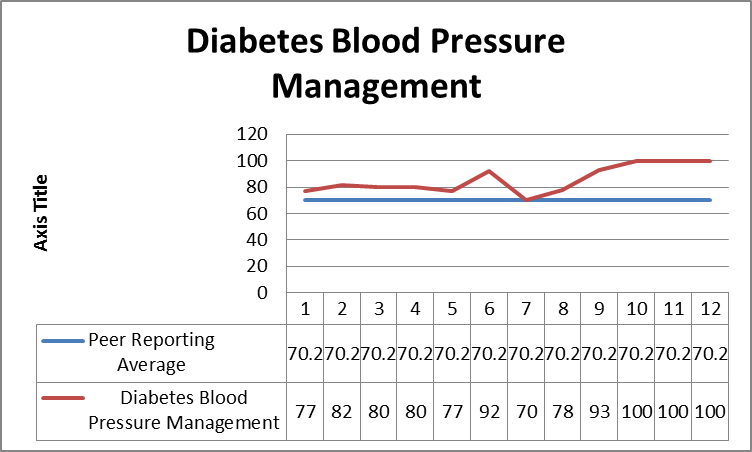 Diabetes Blood Pressure
Management
Axis Title
120
100
80
60
40
20
0
1 2 3 4 5 6 7 8 9 10 11 12
Peer Reporting
Average
70.2 70.2 70.2 70.2 70.2 70.2 70.2 70.2 70.2 70.2 70.2 70.2
Diabetes Blood
Pressure Management
77 82 80 80 77 92 70 78 93 100 100 100